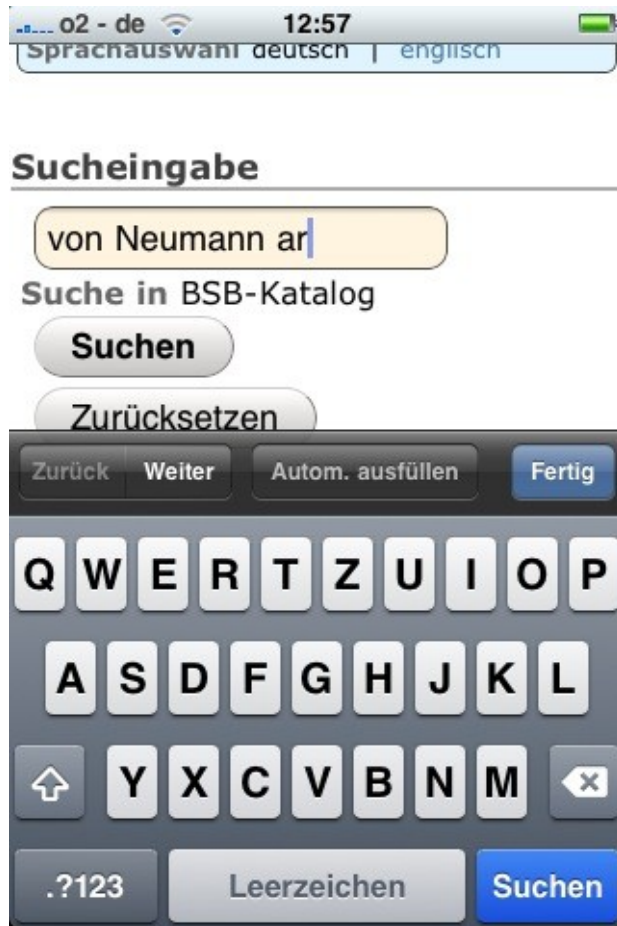 o2 - de 12:57
Sprachauswahl deutsch | englisch
Sucheingabe
von Neumann ar
Suche in BSB-Katalog
Suchen
Zurücksetzen
Zurück Weiter Autom. ausfüllen Fertig
Q W E R T Z U I O P
A S D F G H J K L
Y X C V B N M
.?123 Leerzeichen Suchen